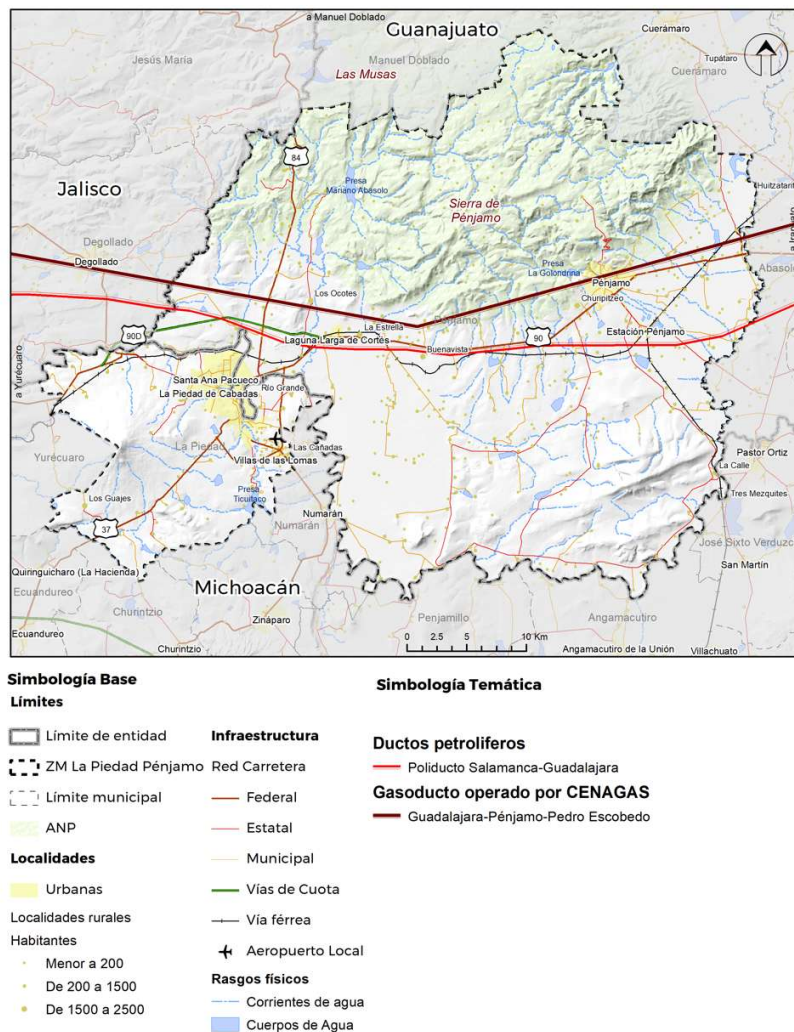 a Manuel Doblado
Guanajuato
Cuerámaro
Jesús María
Manuel Doblado
Tupátaro
Las Musas
Cuerámaro
84
Jalisco
Presa
Mariano Abasolo
Huitzatarit
Sierra de
Pénjamo
a Irapuato
Degollado
Degollado
Presa
La Golondrina
Pénjamo
Abasolo
Churipitzeo
Los Ocotes
Pénjamo
La Estrella
90D
90
Estación Pénjamo
Laguna Larga de Cortés
Buenavista
a Yurécuaro
Santa Ana Pacueco
Río Grande
La Piedad de Cabadas
La Piedad
Las Cañadas
Yurécuaro
Villas de las Lomas
Pastor Ortiz
La Calle
Los Guajes
Presa
Ticuítaco
Tres Mezquites
Numarán
Numarán
37
José Sixto Verduzco
San Martín
Quiringuicharo (La Hacienda)
Michoacán
Ecuandureo
Churintzio
Zináparo
Penjamillo
Angamacutiro
Ecuandureo
Churintzio
0 2.5 5 10 Km
Angamacutiro de la Unión
Villachuato
Simbología Base
Límites
Límite de entidad
ZM La Piedad Pénjamo
Límite municipal
ANP
Localidades
Urbanas
Localidades rurales
Habitantes
Menor a 200
De 200 a 1500
De 1500 a 2500
Infraestructura
Red Carretera
Federal
Estatal
Municipal
Vías de Cuota
Vía férrea
Aeropuerto Local
Rasgos físicos
Corrientes de agua
Cuerpos de Agua
Simbología Temática
Ductos petrolíferos
Poliducto Salamanca-Guadalajara
Gasoducto operado por CENAGAS
Guadalajara-Pénjamo-Pedro Escobedo